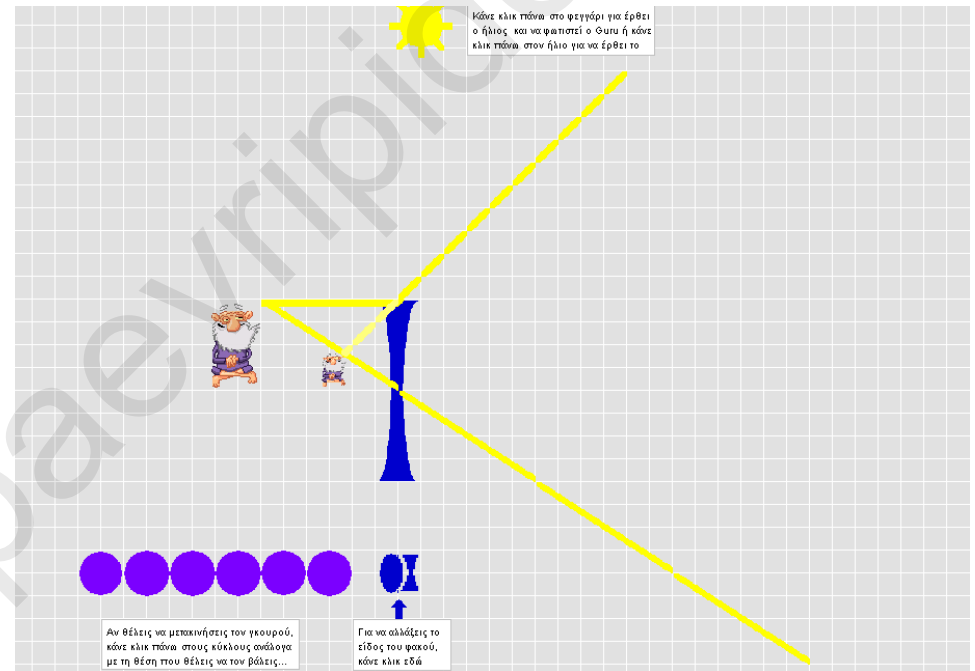 Κάνε κλικ πάνω στο φεγγάρι για έρθει
ο ήλιος και να φωτιστεί ο Guru ή κάνε
κλικ πάνω στον ήλιο για να έρθει το
paevripid
Αν θέλεις να μετακινήσεις τον γκουρού,
κάνε κλικ πάνω στους κύκλους ανάλογα
με τη θέση που θέλεις να τον βάλεις...
Για να αλλάξεις το
είδος του φακού,
κάνε κλικ εδώ